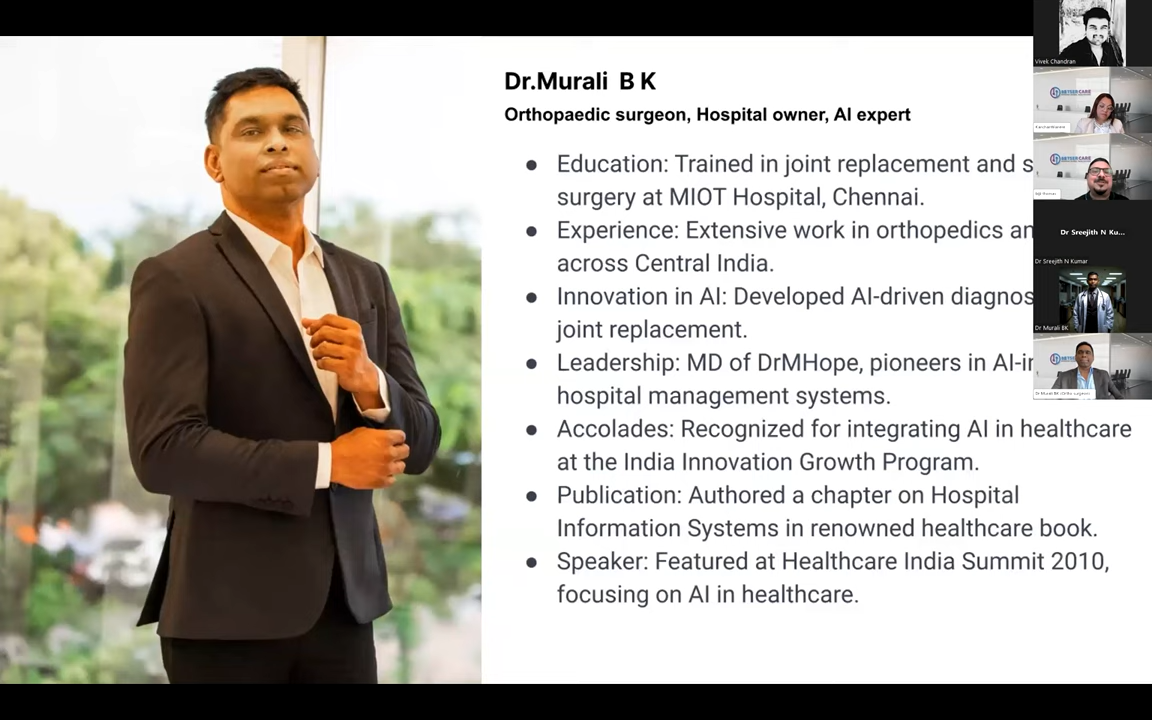 Dr.Murali B K
Orthopaedic surgeon, Hospital owner, AI expert
● Education: Trained in joint replacement and s
surgery at MIOT Hospital, Chennai.
● Experience: Extensive work in orthopedics an
across Central India.
● Innovation in AI: Developed AI-driven diagnos
joint replacement.
● Leadership: MD of DrMHope, pioneers in AI-in
hospital management systems.
● Accolades: Recognized for integrating AI in healthcare
at the India Innovation Growth Program.
● Publication: Authored a chapter on Hospital
Information Systems in renowned healthcare book.
● Speaker: Featured at Healthcare India Summit 2010,
focusing on AI in healthcare.
Vivek Chandran
Dr Sreejith N Ku...
Dr Sreejith N Kumar
Dr Murali BK